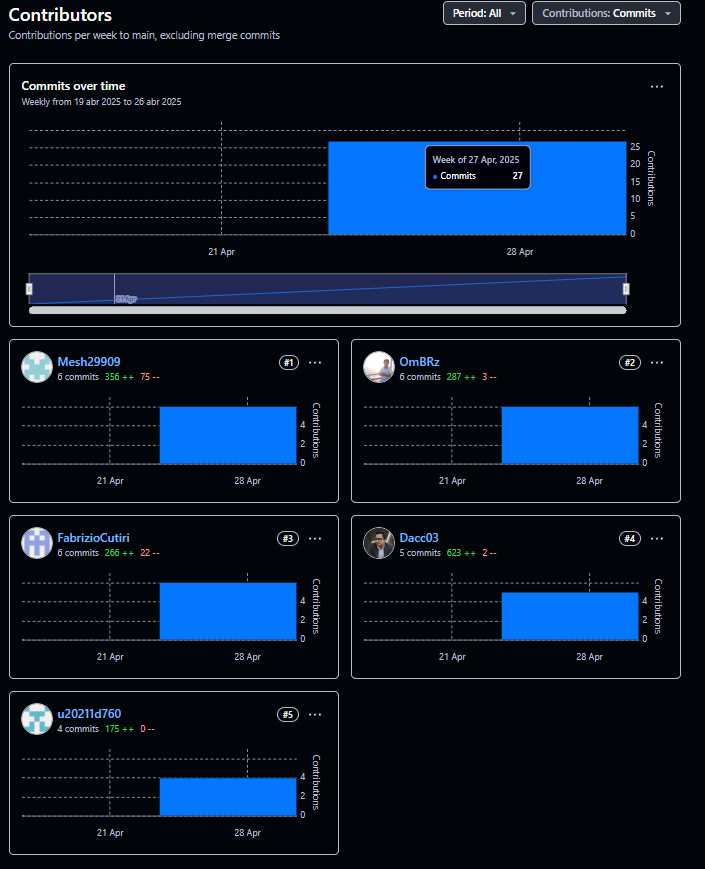 Contributors
Period: All
Contributions: Commits
Contributions per week to main, excluding merge commits
Commits over time
Weekly from 19 abr 2025 to 26 abr 2025
Week of 27 Apr, 2025
Commits 27
25
20
15
10
5
0
Contributions
21 Apr
28 Apr
Mesh29909
#1
6 commits 356 ++ 75 --
4
2
0
Contributions
21 Apr
28 Apr
OmBRz
#2
6 commits 287 ++ 3 --
4
2
0
Contributions
21 Apr
28 Apr
FabrizioCutiri
#3
6 commits 266 ++ 22 --
4
2
0
Contributions
21 Apr
28 Apr
Dacc03
#4
5 commits 623 ++ 2 --
4
2
0
Contributions
21 Apr
28 Apr
u20211d760
#5
4 commits 175 ++ 0 --
4
2
0
Contributions
21 Apr
28 Apr